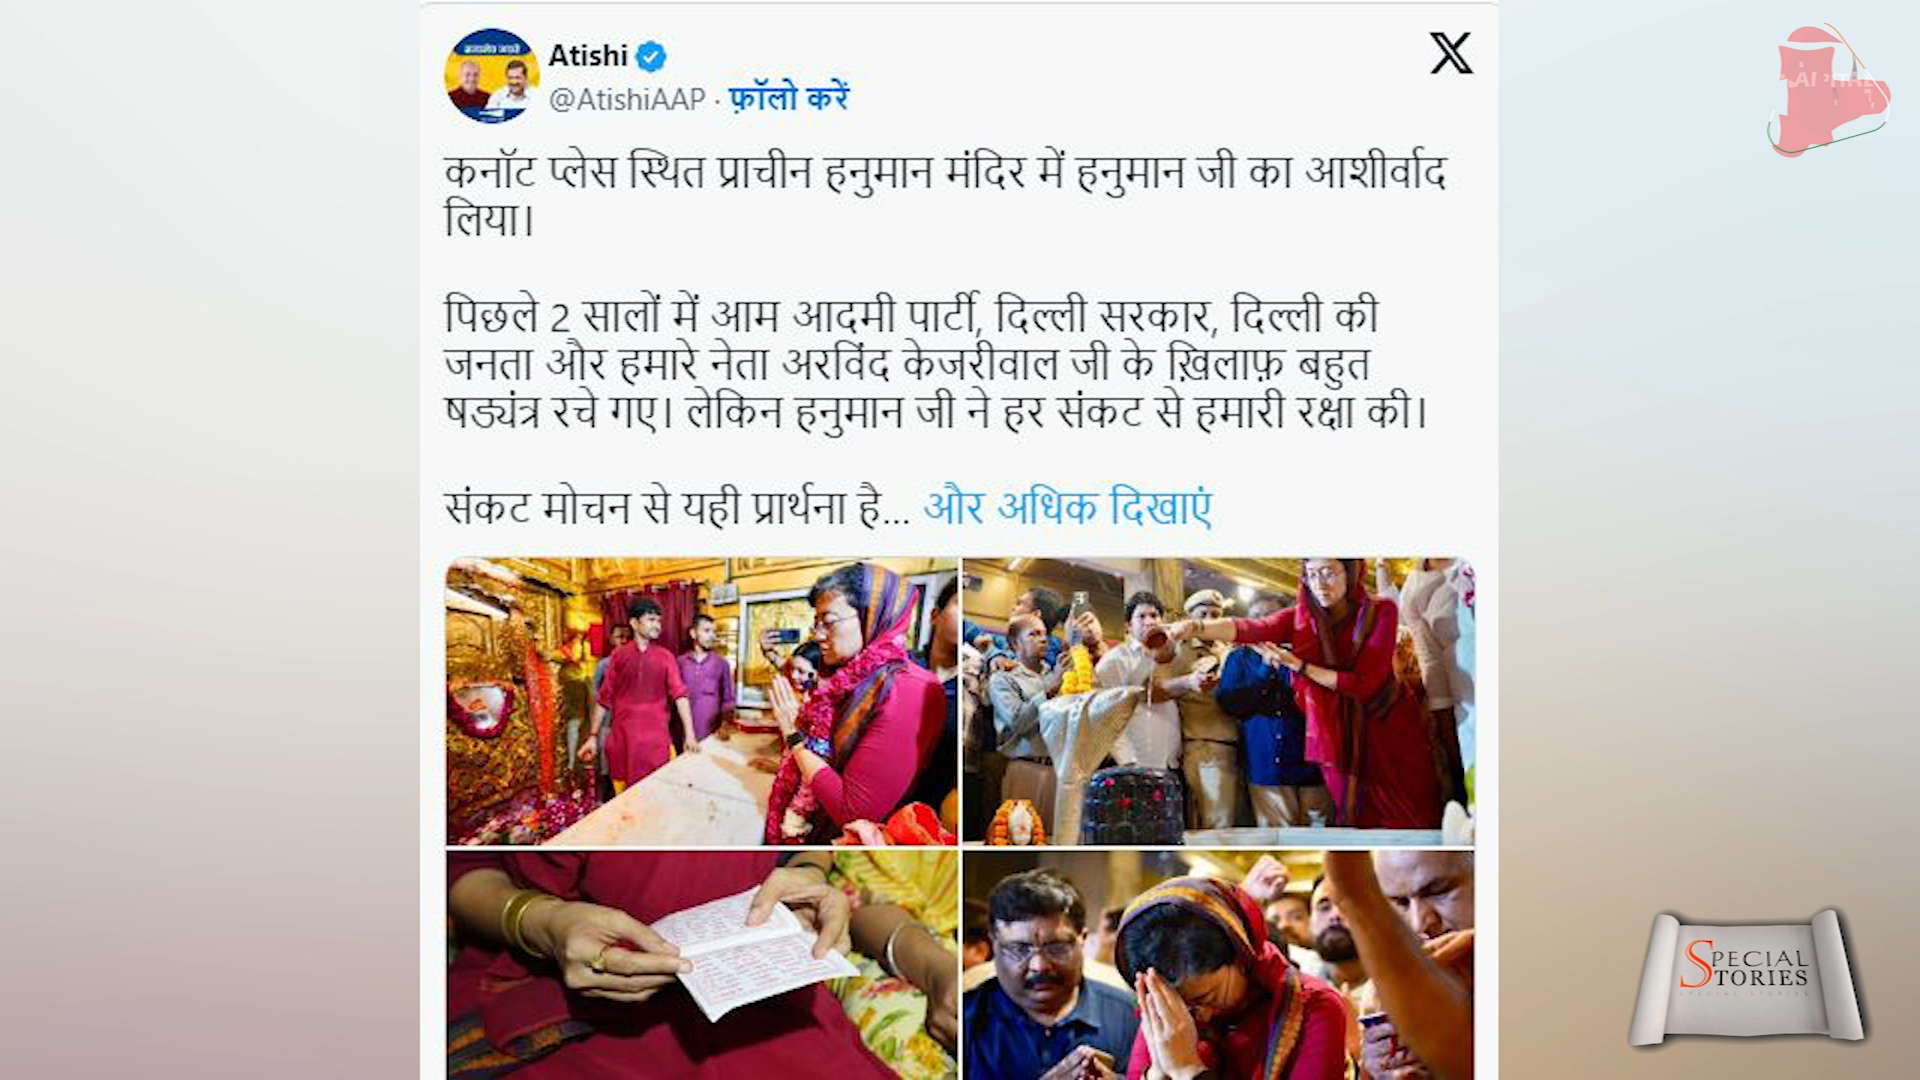 Atishi
@AtishiAAP · फ़ॉलो करें
कनॉट प्लेस स्थित प्राचीन हनुमान मंदिर में हनुमान जी का आशीर्वाद
लिया।
पिछले 2 सालों में आम आदमी पार्टी, दिल्ली सरकार, दिल्ली की
जनता और हमारे नेता अरविंद केजरीवाल जी के ख़िलाफ़ बहुत
षड्यंत्र रचे गए। लेकिन हनुमान जी ने हर संकट से हमारी रक्षा की।
संकट मोचन से यही प्रार्थना है... और अधिक दिखाएं
SPECIAL
STORIES